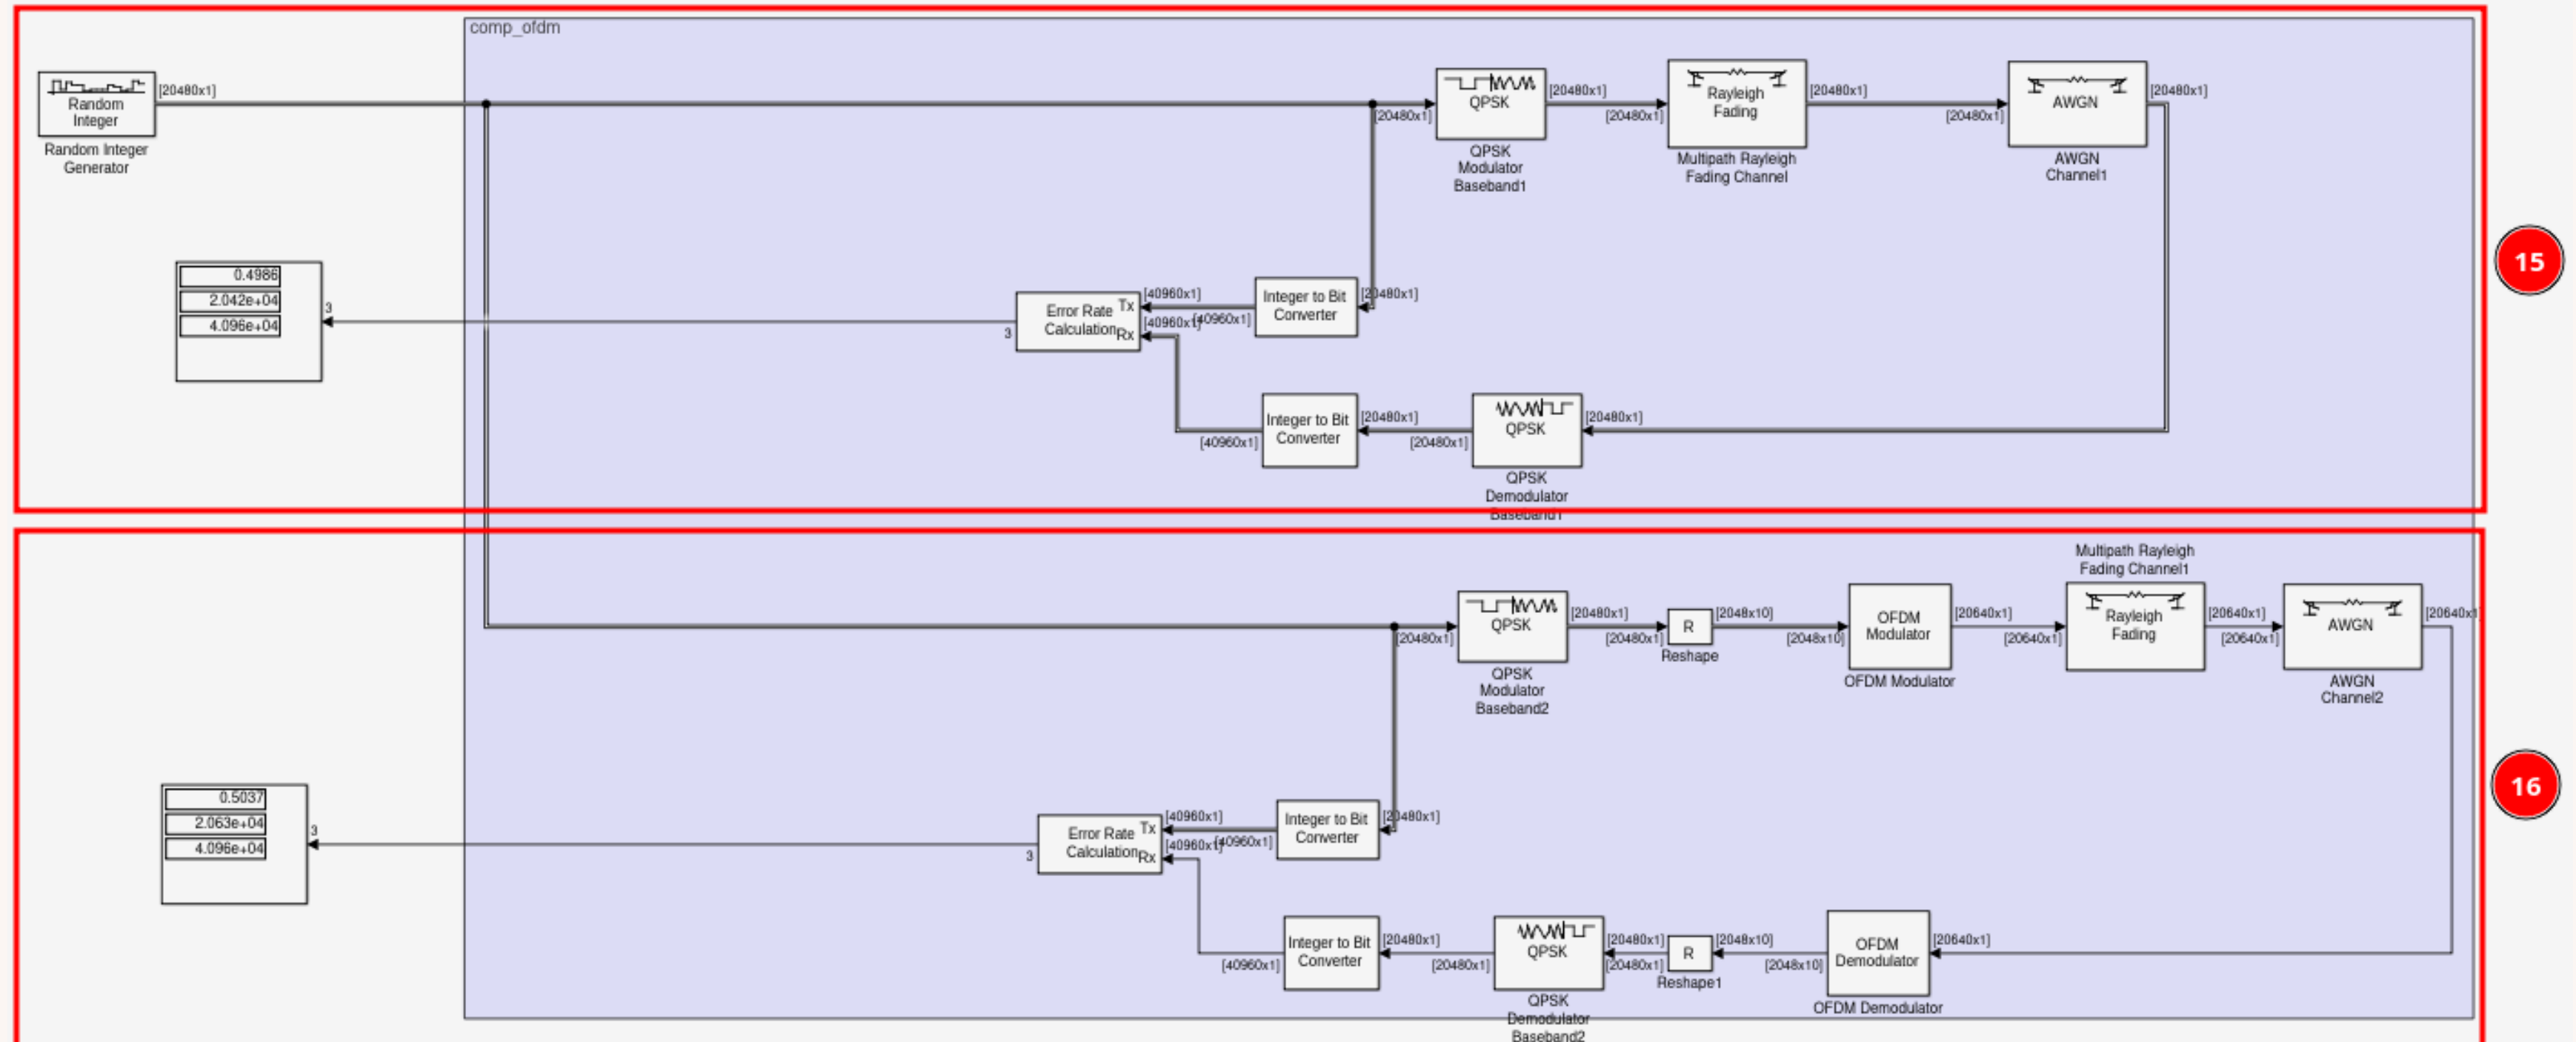 comp_ofdm
[20480x1]
Random
Integer
Random Integer
Generator
[20480x1]
QPSK
QPSK
Modulator
Baseband1
[20480x1]
[20480x1]
Rayleigh
Fading
Multipath Rayleigh
Fading Channel
[20480x1]
[20480x1]
AWGN
AWGN
Channel1
[20480x1]
15
0.4986
2.042e+04
4.096e+04
3
3
Error Rate
Calculation
Tx
Rx
[40960x1]
[40960x1]
[40960x1]
Integer to Bit
Converter
[20480x1]
[40960x1]
Integer to Bit
Converter
[20480x1]
[20480x1]
QPSK
QPSK
Demodulator
Baseband1
[20480x1]
[20480x1]
QPSK
QPSK
Modulator
Baseband2
[20480x1]
[20480x1]
R
Reshape
[2048x10]
[2048x10]
OFDM
Modulator
OFDM Modulator
[20640x1]
[20640x1]
Multipath Rayleigh
Fading Channel1
Rayleigh
Fading
[20640x1]
[20640x1]
AWGN
AWGN
Channel2
[20640x1]
16
0.5037
2.063e+04
4.096e+04
3
3
Error Rate
Calculation
Tx
Rx
[40960x1]
[40960x1]
[40960x1]
Integer to Bit
Converter
[20480x1]
[40960x1]
Integer to Bit
Converter
[20480x1]
[20480x1]
QPSK
QPSK
Demodulator
Baseband2
[20480x1]
[20480x1]
R
Reshape1
[2048x10]
[2048x10]
OFDM
Demodulator
OFDM Demodulator
[20640x1]